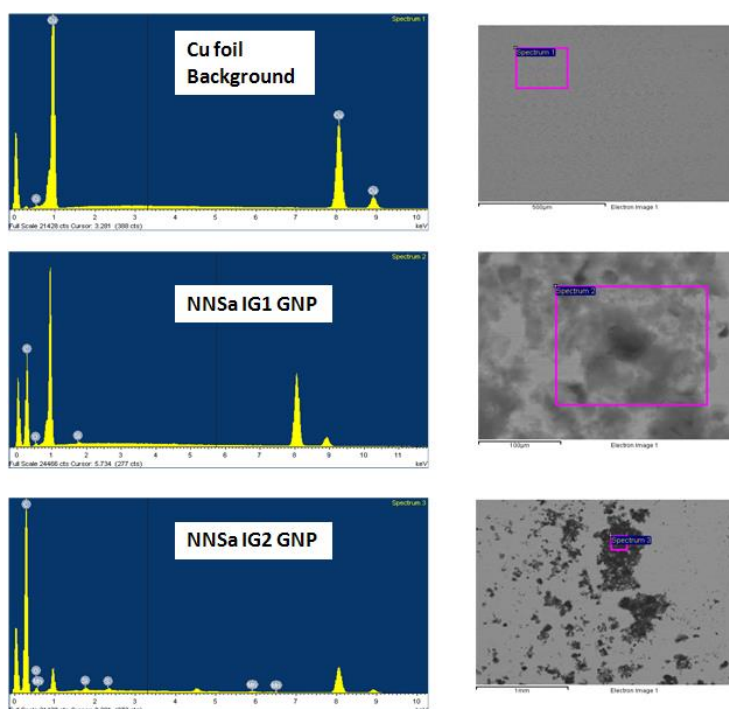 Spectrum 1
Cu foil
Background
0 1 2 3 4 5 6 7 8 9 10
Full Scale 21428 cts Cursor: 3.281 (388 cts) keV
Spectrum 1
500µm Electron Image 1
Spectrum 2
NNSa IG1 GNP
0 1 2 3 4 5 6 7 8 9 10 11
Full Scale 24466 cts Cursor: 5.734 (277 cts) keV
Spectrum 2
100µm Electron Image 1
Spectrum 3
NNSa IG2 GNP
0 1 2 3 4 5 6 7 8 9 10
keV
Spectrum 3
1mm Electron Image 1